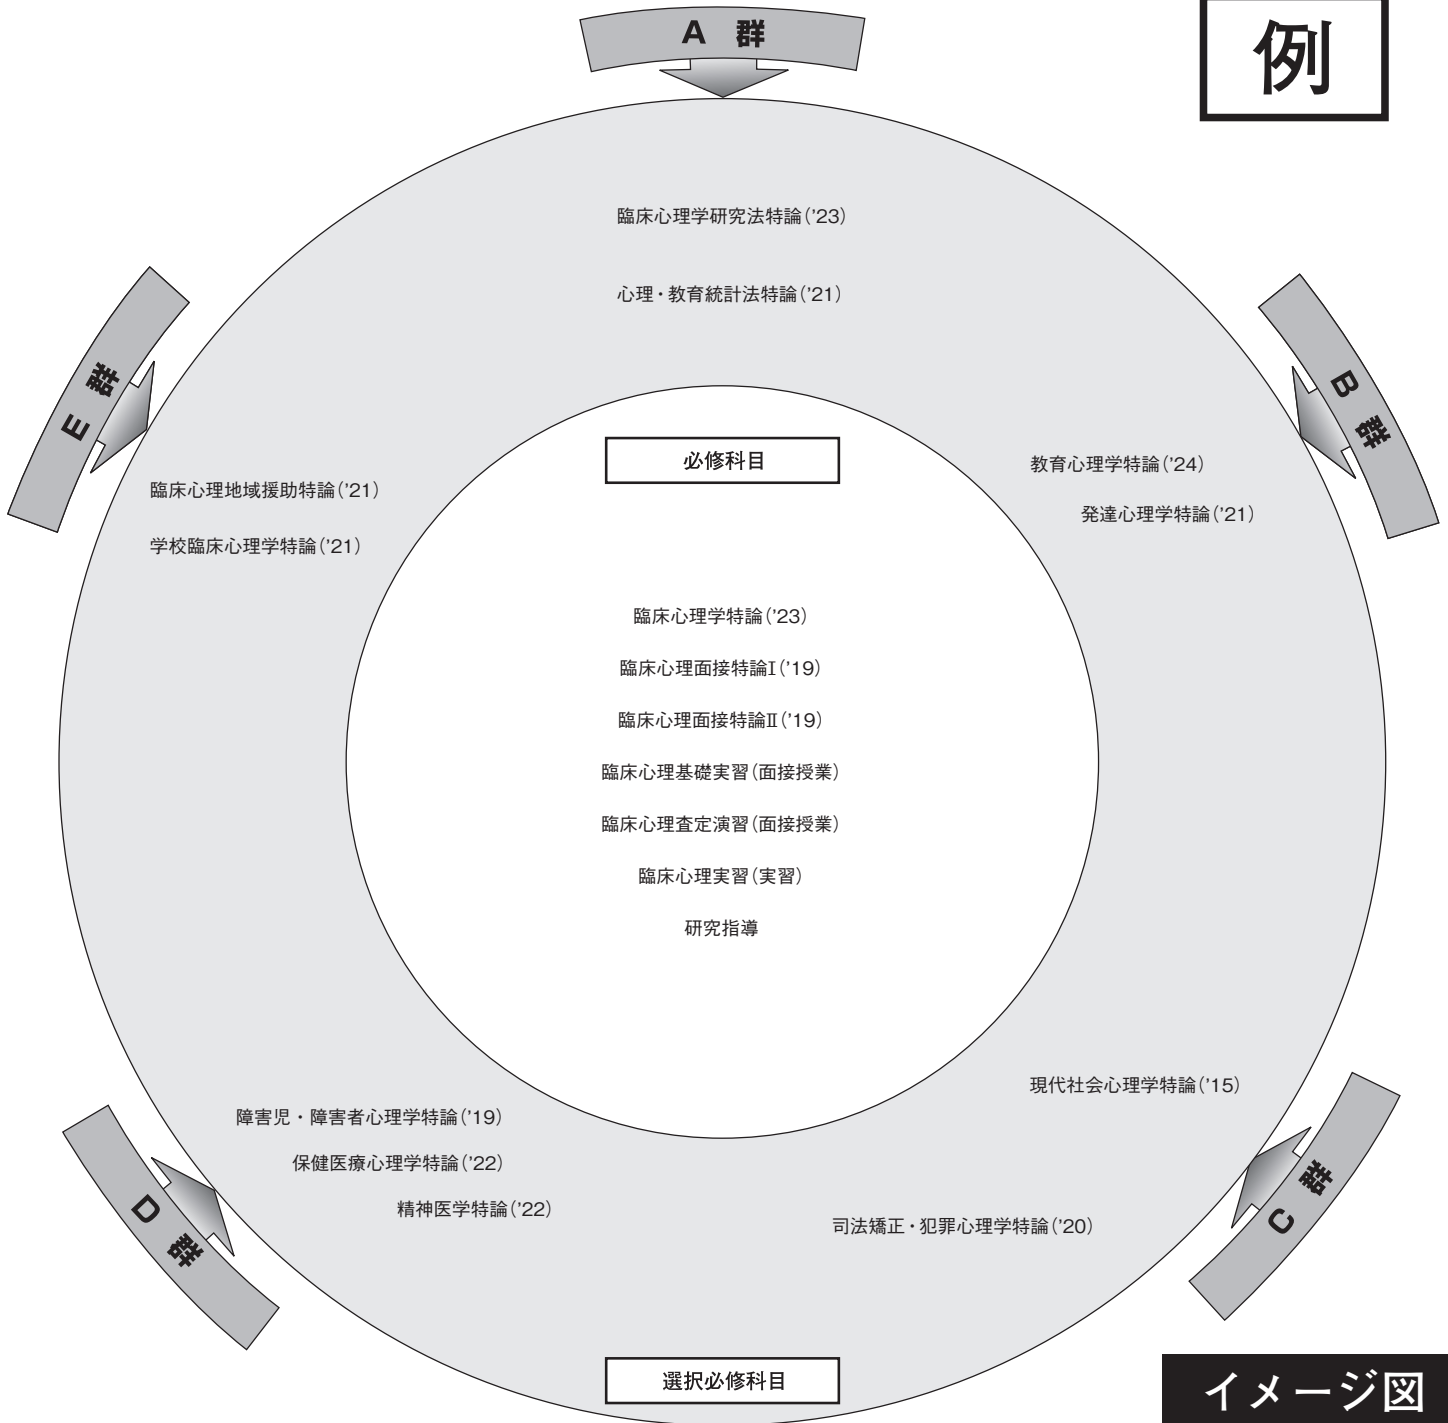 例
A 群
臨床心理学研究法特論('23)
心理・教育統計法特論('21)
B 群
教育心理学特論('24)
発達心理学特論('21)
E 群
臨床心理地域援助特論('21)
学校臨床心理学特論('21)
必修科目
臨床心理学特論('23)
臨床心理面接特論Ⅰ('19)
臨床心理面接特論Ⅱ('19)
臨床心理基礎実習(面接授業)
臨床心理査定演習(面接授業)
臨床心理実習(実習)
研究指導
C 群
現代社会心理学特論('15)
司法矯正・犯罪心理学特論('20)
D 群
障害児・障害者心理学特論('19)
保健医療心理学特論('22)
精神医学特論('22)
選択必修科目
イメージ図